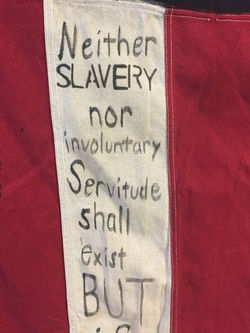 Neither
SLAVERY
nor
involuntary
Servitude
shall
exist
BUT